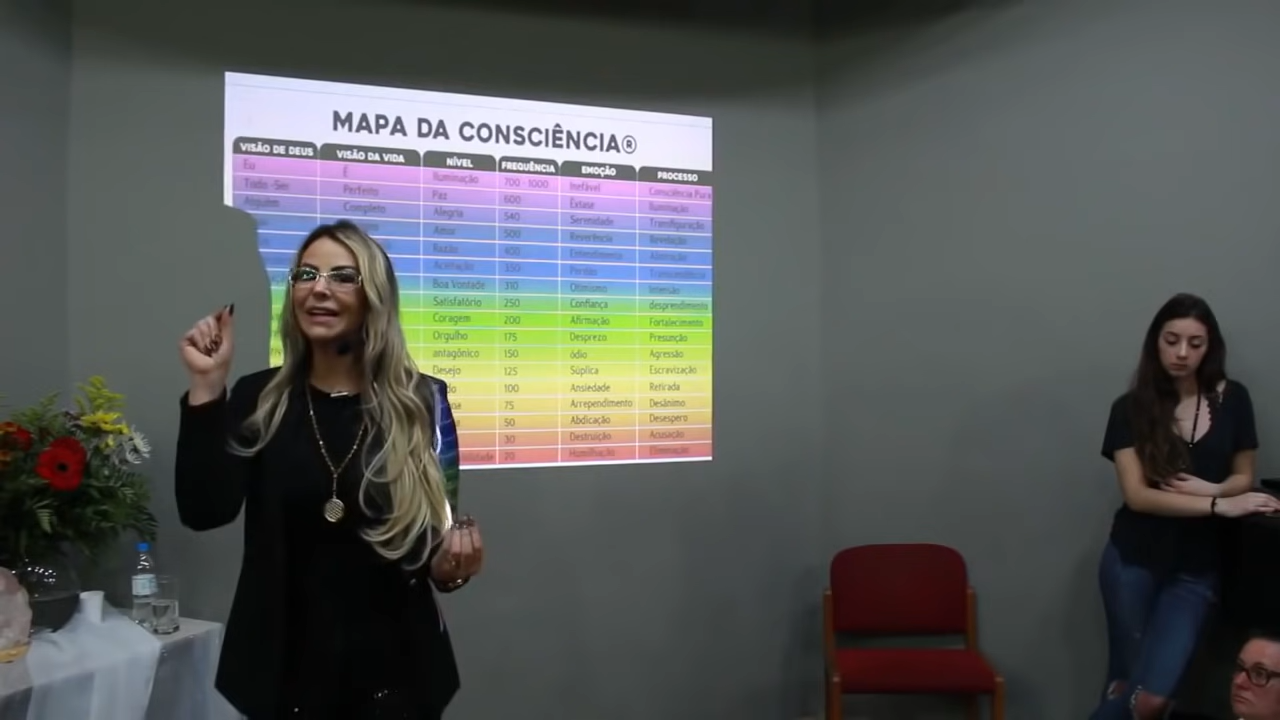 MAPA DA CONSCIÊNCIA®
VISÃO DE DEUS VISÃO DA VIDA NÍVEL FREQUÊNCIA EMOÇÃO PROCESSO
Eu É Iluminação 700 - 1000 Inefável Consciência Pura
Todo-Ser Perfeito Paz 600 Êxtase Iluminação
Alguém Completo Alegria 540 Serenidade Transfiguração
Amor 500 Reverência Revelação
Razão 400 Entendimento Abstração
Aceitação 350 Perdão
Boa Vontade 310 Otimismo Intensão
Satisfatório 250 Confiança desprendimento
Coragem 200 Afirmação Fortalecimento
Orgulho 175 Desprezo Presunção
antagônico 150 ódio Agressão
Desejo 125 Súplica Escravização
100 Ansiedade Retirada
75 Arrependimento Desânimo
50 Abdicação Desespero
30 Destruição Acusação
20 Humilhação Eliminação